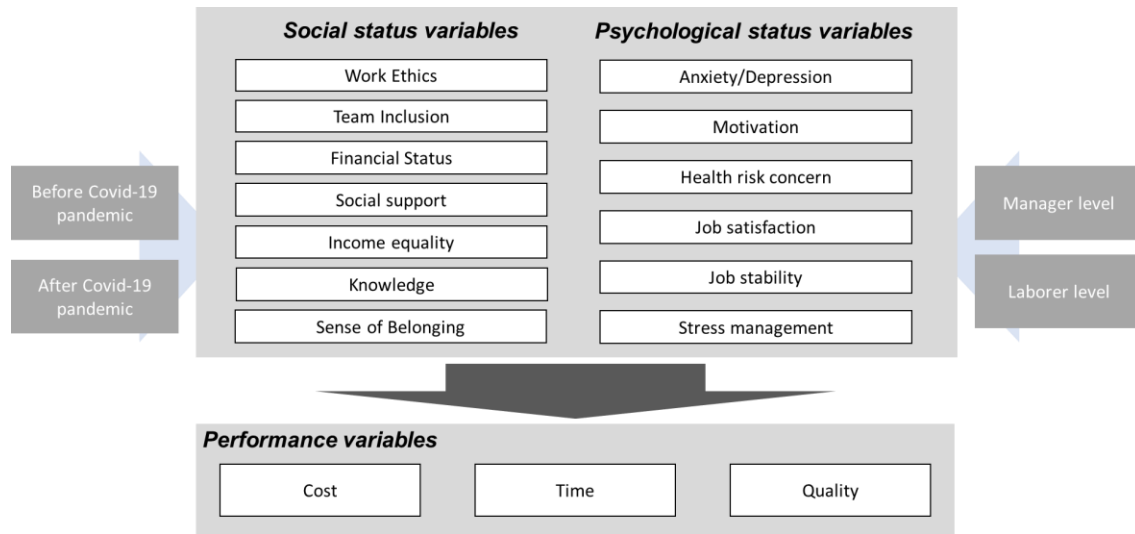 Social status variables
Work Ethics
Team Inclusion
Financial Status
Social support
Income equality
Knowledge
Sense of Belonging
Psychological status variables
Anxiety/Depression
Motivation
Health risk concern
Job satisfaction
Job stability
Stress management
Before Covid-19
pandemic
After Covid-19
pandemic
Manager level
Laborer level
Performance variables
Cost
Time
Quality